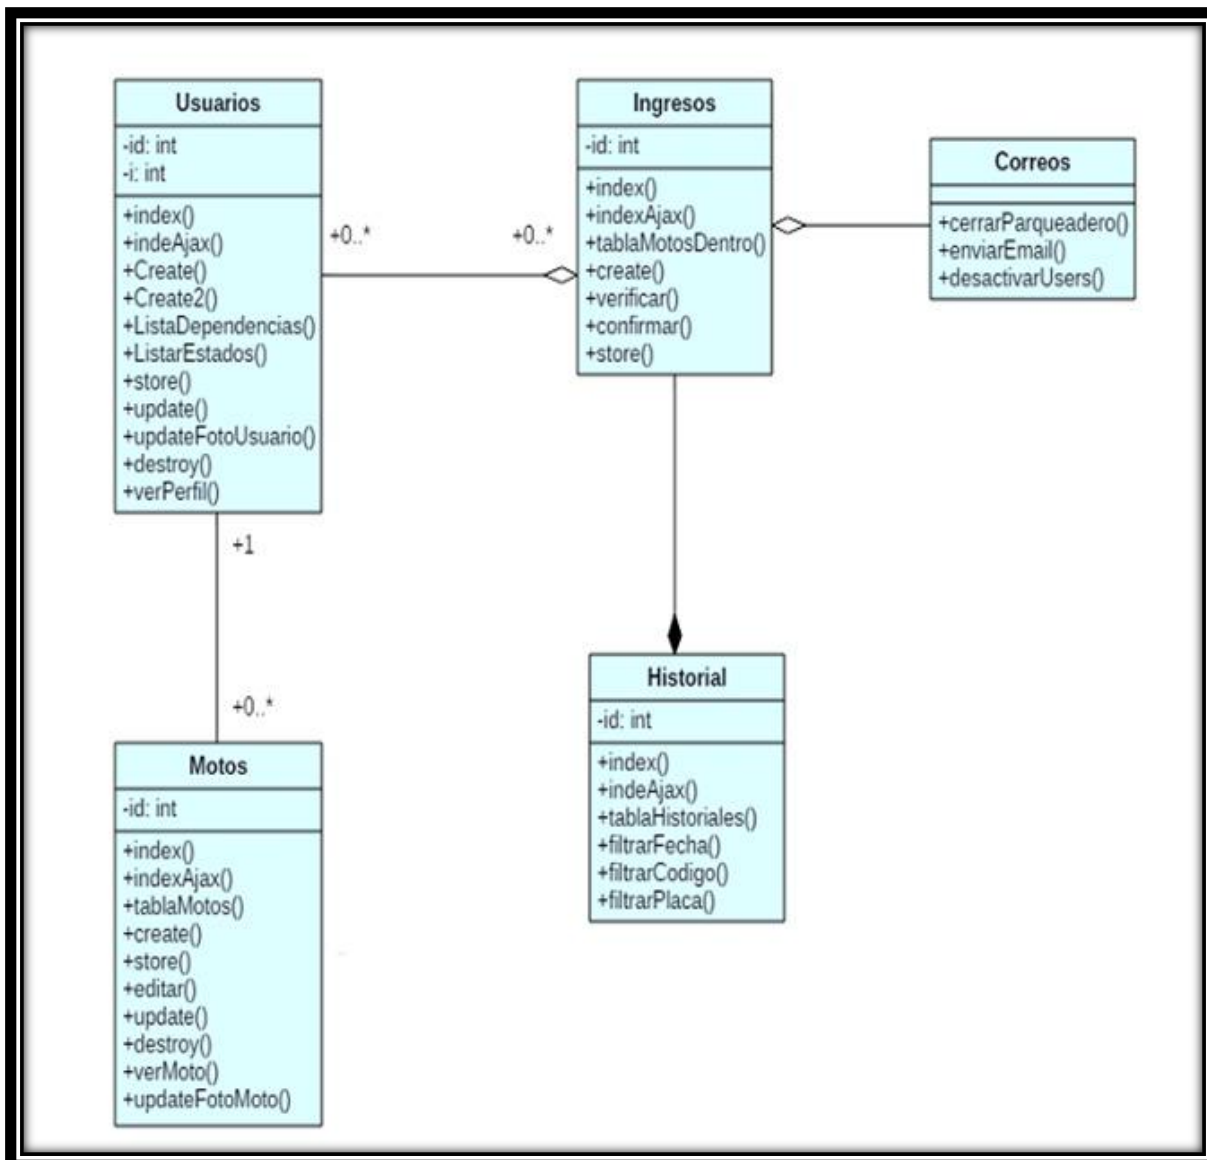 Usuarios
-id: int
-i: int
+index()
+indeAjax()
+Create()
+Create2()
+ListaDependencias()
+ListarEstados()
+store()
+update()
+updateFotoUsuario()
+destroy()
+verPerfil()
+0..*
+0..*
Ingresos
-id: int
+index()
+indexAjax()
+tablaMotosDentro()
+create()
+verificar()
+confirmar()
+store()
Correos
+cerrarParqueadero()
+enviarEmail()
+desactivarUsers()
+1
+0..*
Motos
-id: int
+index()
+indexAjax()
+tablaMotos()
+create()
+store()
+editar()
+update()
+destroy()
+verMoto()
+updateFotoMoto()
Historial
-id: int
+index()
+indeAjax()
+tablaHistoriales()
+filtrarFecha()
+filtrarCodigo()
+filtrarPlaca()